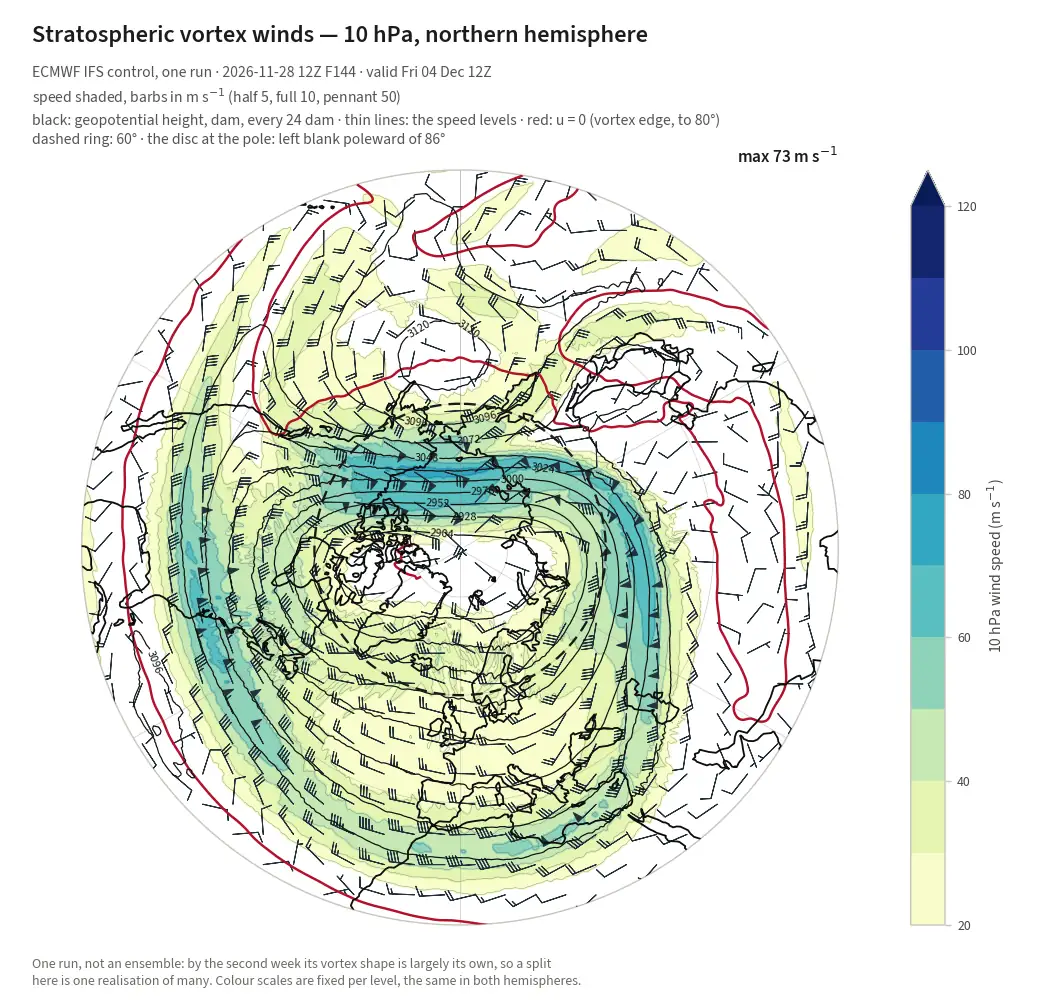 Stratospheric vortex winds — 10 hPa, northern hemisphere
ECMWF IFS control, one run · 2026-11-28 12Z F144 · valid Fri 04 Dec 12Z
speed shaded, barbs in m s⁻¹ (half 5, full 10, pennant 50)
black: geopotential height, dam, every 24 dam · thin lines: the speed levels · red: u = 0 (vortex edge, to 80°)
dashed ring: 60° · the disc at the pole: left blank poleward of 86°
max 73 m s⁻¹
120
100
80
60
40
20
10 hPa wind speed (m s⁻¹)
3120
3120
3096
3072
3024
3000
2952
2928
2904
3096
One run, not an ensemble: by the second week its vortex shape is largely its own, so a split
here is one realisation of many. Colour scales are fixed per level, the same in both hemispheres.